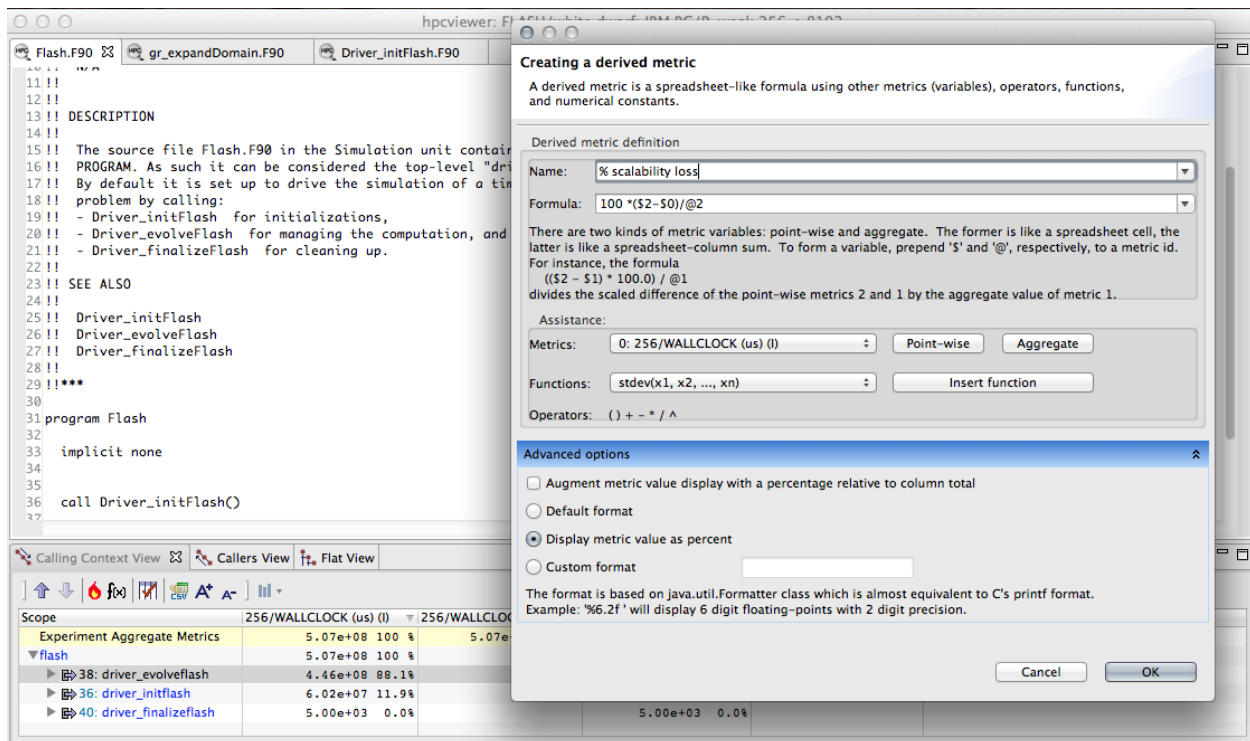 hpcviewer: FLASH/white dwarf: IBM BG/P, weak 256 -> 8192
Flash.F90
gr_expandDomain.F90
Driver_initFlash.F90
10 !! N/A
11 !!
12 !!
13 !! DESCRIPTION
14 !!
15 !! The source file Flash.F90 in the Simulation unit contain
16 !! PROGRAM. As such it can be considered the top-level "dri
17 !! By default it is set up to drive the simulation of a tim
18 !! problem by calling:
19 !! - Driver_initFlash for initializations,
20 !! - Driver_evolveFlash for managing the computation, and
21 !! - Driver_finalizeFlash for cleaning up.
22 !!
23 !! SEE ALSO
24 !!
25 !! Driver_initFlash
26 !! Driver_evolveFlash
27 !! Driver_finalizeFlash
28 !!
29 !!***
30
31 program Flash
32
33 implicit none
34
35
36 call Driver_initFlash()
37
Creating a derived metric
A derived metric is a spreadsheet-like formula using other metrics (variables), operators, functions,
and numerical constants.
Derived metric definition
Name: % scalability loss
Formula: 100 *($2-$0)/@2
There are two kinds of metric variables: point-wise and aggregate. The former is like a spreadsheet cell, the
latter is like a spreadsheet-column sum. To form a variable, prepend '$' and '@', respectively, to a metric id.
For instance, the formula
(($2 - $1) * 100.0) / @1
divides the scaled difference of the point-wise metrics 2 and 1 by the aggregate value of metric 1.
Assistance:
Metrics: 0: 256/WALLCLOCK (us) (I) Point-wise Aggregate
Functions: stdev(x1, x2, ..., xn) Insert function
Operators: ( ) + - * / ^
Advanced options
Augment metric value display with a percentage relative to column total
Default format
Display metric value as percent
Custom format
The format is based on java.util.Formatter class which is almost equivalent to C's printf format.
Example: '%6.2f ' will display 6 digit floating-points with 2 digit precision.
Cancel OK
Calling Context View Callers View Flat View
f(x) CSV A+ A-
Scope 256/WALLCLOCK (us) (I) 256/WALLCLO
Experiment Aggregate Metrics 5.07e+08 100 % 5.07e
flash 5.07e+08 100 %
38: driver_evolveflash 4.46e+08 88.1%
36: driver_initflash 6.02e+07 11.9%
40: driver_finalizeflash 5.00e+03 0.0% 5.00e+03 0.0%